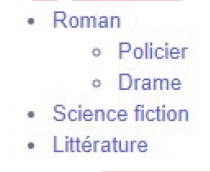 Roman
Policier
Drame
Science fiction
Littérature